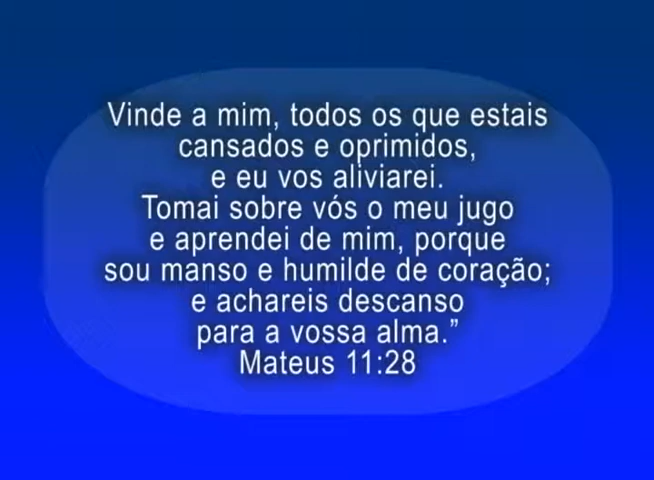 Vinde a mim, todos os que estais
cansados e oprimidos,
e eu vos aliviarei.
Tomai sobre vós o meu jugo
e aprendei de mim, porque
sou manso e humilde de coração;
e achareis descanso
para a vossa alma.”
Mateus 11:28